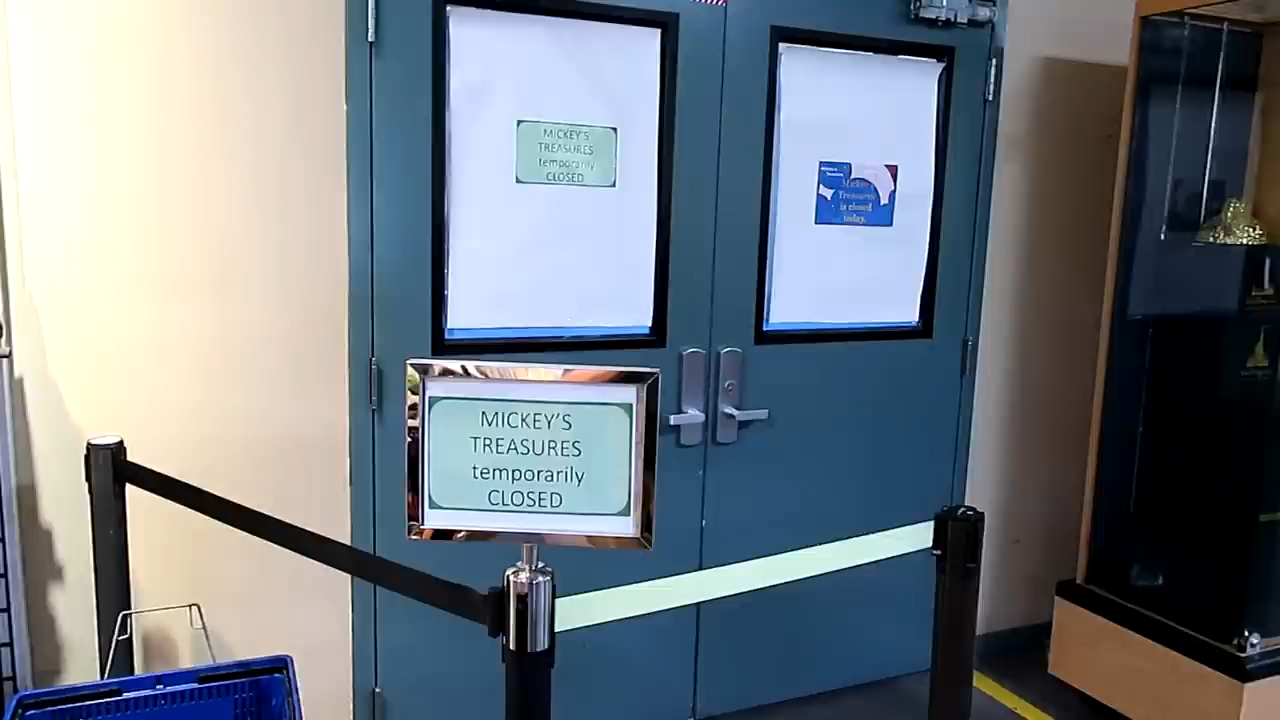 MICKEY'S
TREASURES
temporarily
CLOSED
Mickey's
Treasures
is closed
today.
MICKEY'S
TREASURES
temporarily
CLOSED